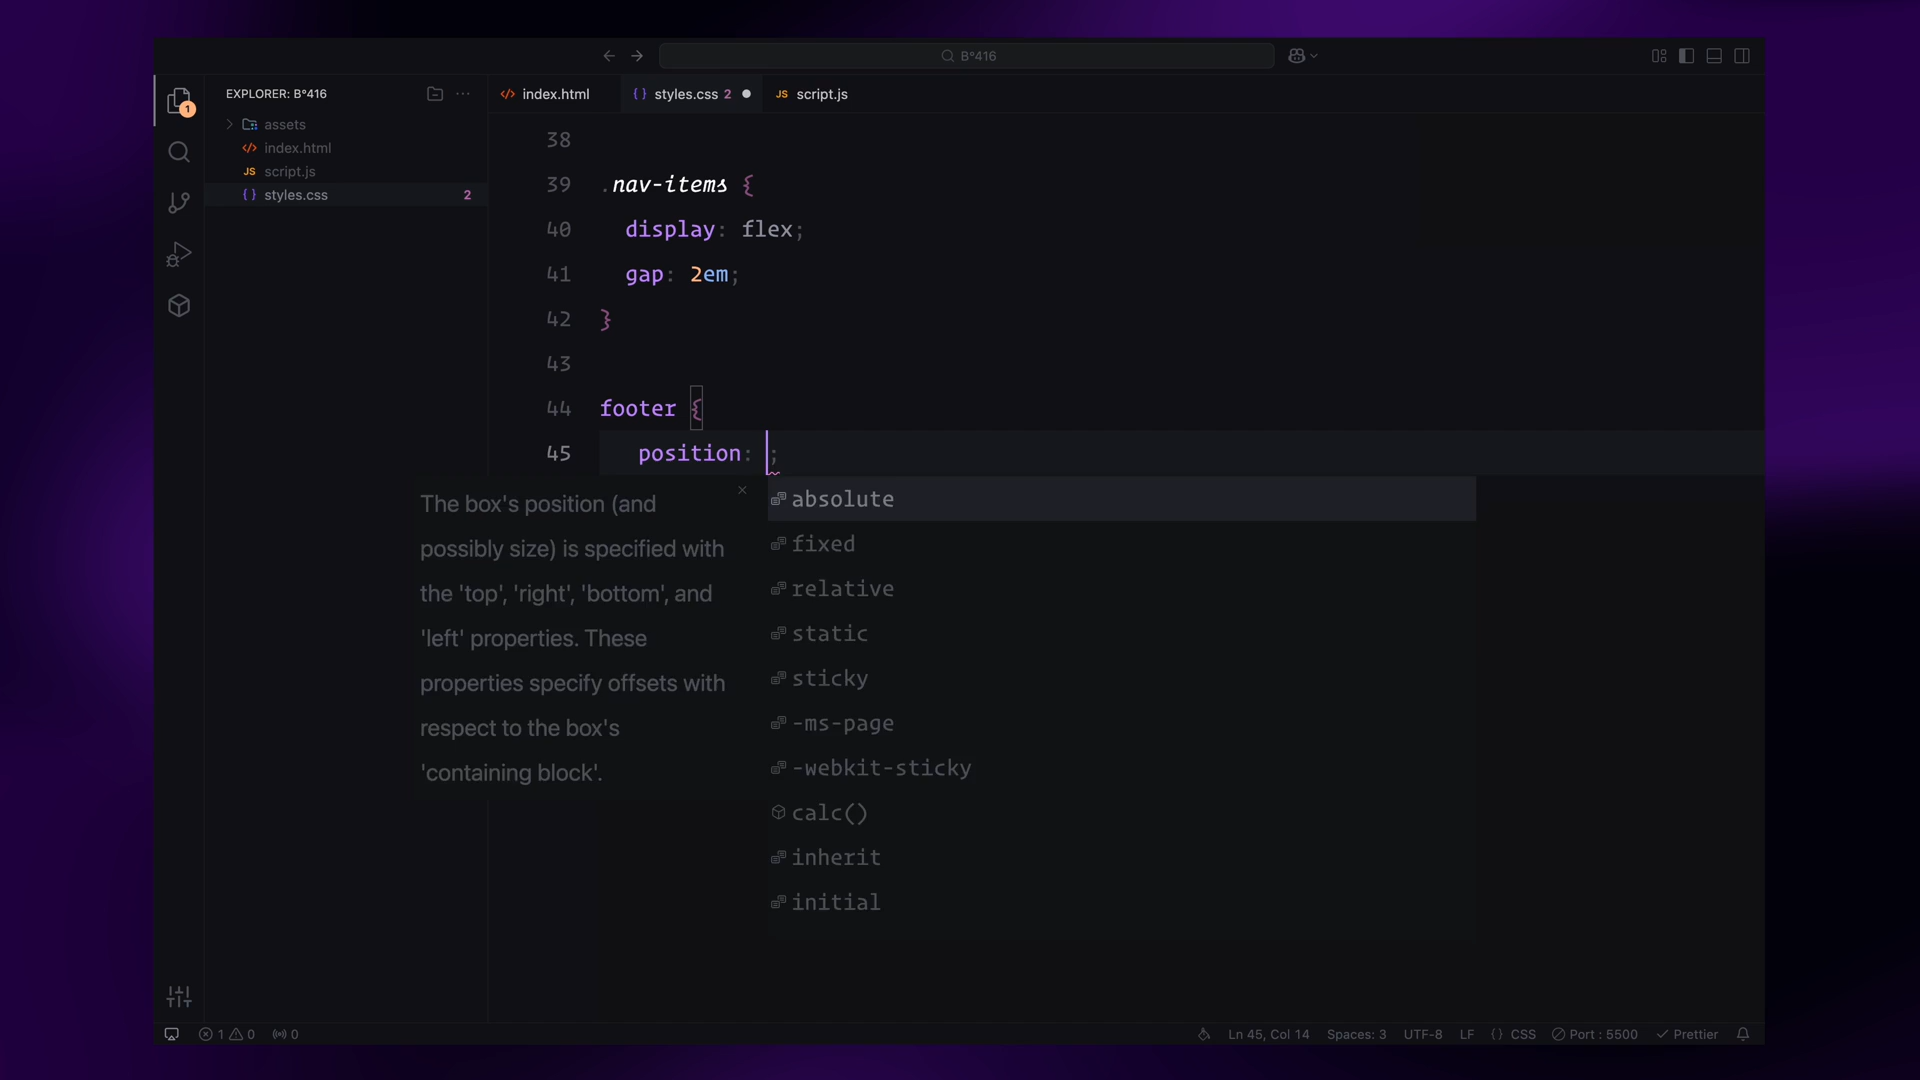 B°416
EXPLORER: B°416
1
assets
index.html
JS script.js
styles.css 2
index.html
styles.css 2
JS script.js
38
39 .nav-items {
40 display: flex;
41 gap: 2em;
42 }
43
44 footer {
45 position: ;
The box's position (and
possibly size) is specified with
the 'top', 'right', 'bottom', and
'left' properties. These
properties specify offsets with
respect to the box's
'containing block'.
absolute
fixed
relative
static
sticky
-ms-page
-webkit-sticky
calc()
inherit
initial
1 0 0
Ln 45, Col 14 Spaces: 3 UTF-8 LF {} CSS Port : 5500 Prettier